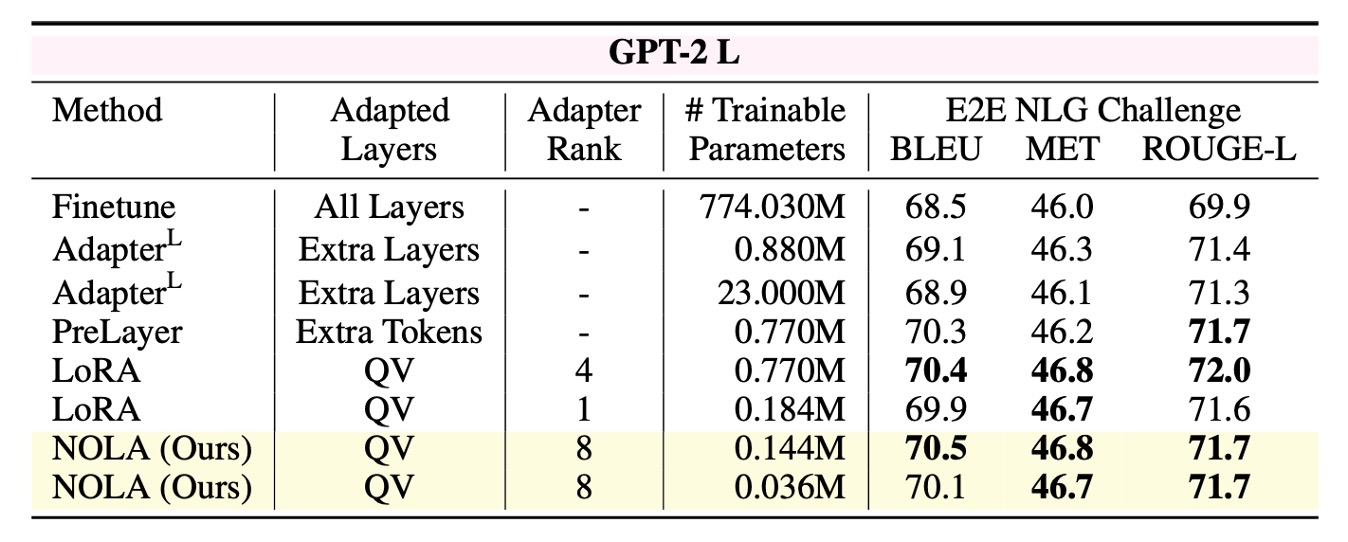 GPT-2 L
Method Adapted Adapter # Trainable E2E NLG Challenge
Layers Rank Parameters BLEU MET ROUGE-L
Finetune All Layers - 774.030M 68.5 46.0 69.9
Adapter^L Extra Layers - 0.880M 69.1 46.3 71.4
Adapter^L Extra Layers - 23.000M 68.9 46.1 71.3
PreLayer Extra Tokens - 0.770M 70.3 46.2 71.7
LoRA QV 4 0.770M 70.4 46.8 72.0
LoRA QV 1 0.184M 69.9 46.7 71.6
NOLA (Ours) QV 8 0.144M 70.5 46.8 71.7
NOLA (Ours) QV 8 0.036M 70.1 46.7 71.7